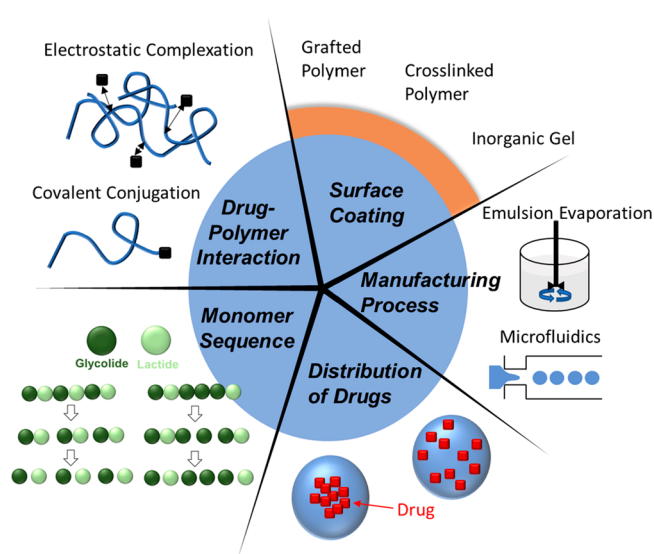 Electrostatic Complexation
Grafted
Polymer
Crosslinked
Polymer
Inorganic Gel
Covalent Conjugation
Drug-
Polymer
Interaction
Surface
Coating
Emulsion Evaporation
Manufacturing
Process
Monomer
Sequence
Distribution
of Drugs
Microfluidics
Glycolide
Lactide
Drug